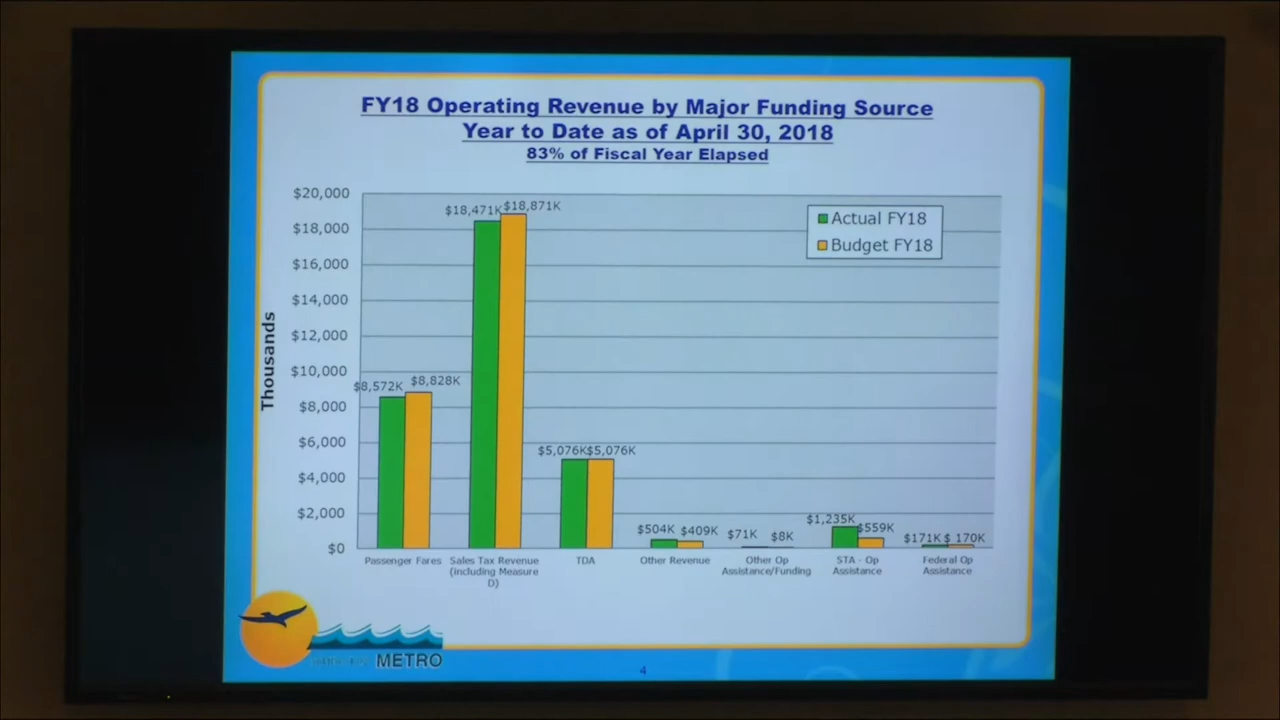 FY18 Operating Revenue by Major Funding Source
Year to Date as of April 30, 2018
83% of Fiscal Year Elapsed
Thousands
$20,000
$18,000
$16,000
$14,000
$12,000
$10,000
$8,000
$6,000
$4,000
$2,000
$0
Actual FY18
Budget FY18
$8,572K $8,828K
$18,471K $18,871K
$5,076K $5,076K
$504K $409K
$71K $8K
$1,235K $559K
$171K $ 170K
Passenger Fares
Sales Tax Revenue
(including Measure
D)
TDA
Other Revenue
Other Op
Assistance/Funding
STA - Op
Assistance
Federal Op
Assistance
METRO
4